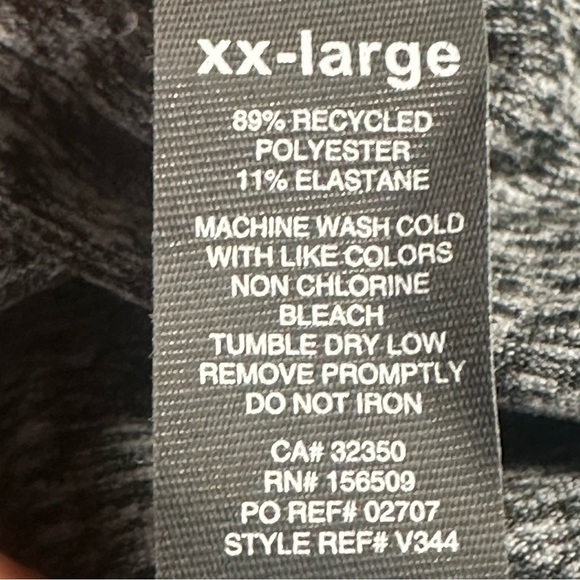 xx-large
89% RECYCLED
POLYESTER
11% ELASTANE
MACHINE WASH COLD
WITH LIKE COLORS
NON CHLORINE
BLEACH
TUMBLE DRY LOW
REMOVE PROMPTLY
DO NOT IRON
CA# 32350
RN# 156509
PO REF# 02707
STYLE REF# V344